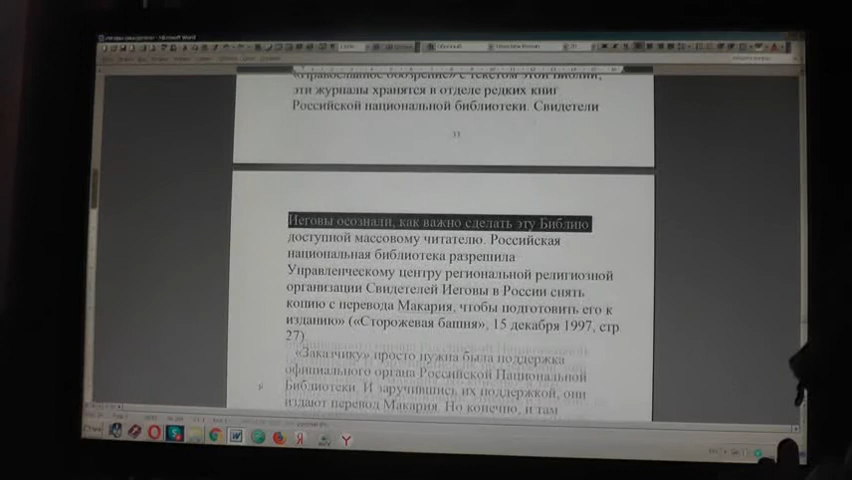 Microsoft Word
«Православное обозрение» с текстом этой Библии,
эти журналы хранятся в отделе редких книг
Российской национальной библиотеки. Свидетели
33
Иеговы осознали, как важно сделать эту Библию
доступной массовому читателю. Российская
национальная библиотека разрешила
Управленческому центру региональной религиозной
организации Свидетелей Иеговы в России снять
копию с перевода Макария, чтобы подготовить его к
изданию» («Сторожевая башня», 15 декабря 1997, стр
27)
«Заказчику» просто нужна была поддержка
официального органа Российской Национальной
Библиотеки. И заручившись их поддержкой, они
издают перевод Макария. Но конечно, и там